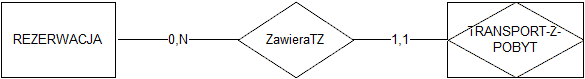 REZERWACJA
0,N
ZawieraTZ
1,1
TRANSPORT-Z-
POBYT